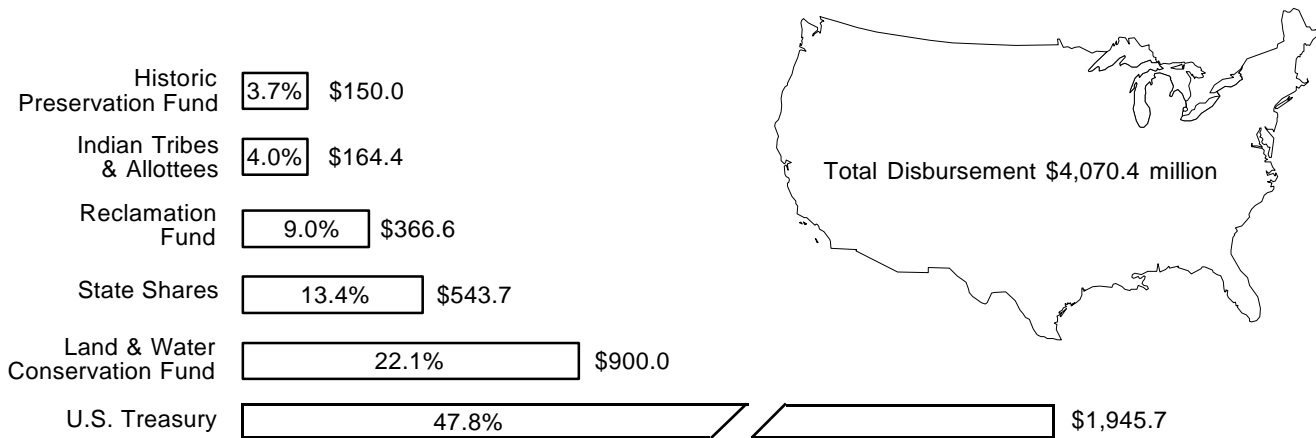 Historic
Preservation Fund
3.7%
$150.0
Indian Tribes
& Allottees
4.0%
$164.4
Reclamation
Fund
9.0%
$366.6
State Shares
13.4%
$543.7
Land & Water
Conservation Fund
22.1%
$900.0
U.S. Treasury
47.8%
$1,945.7
Total Disbursement $4,070.4 million